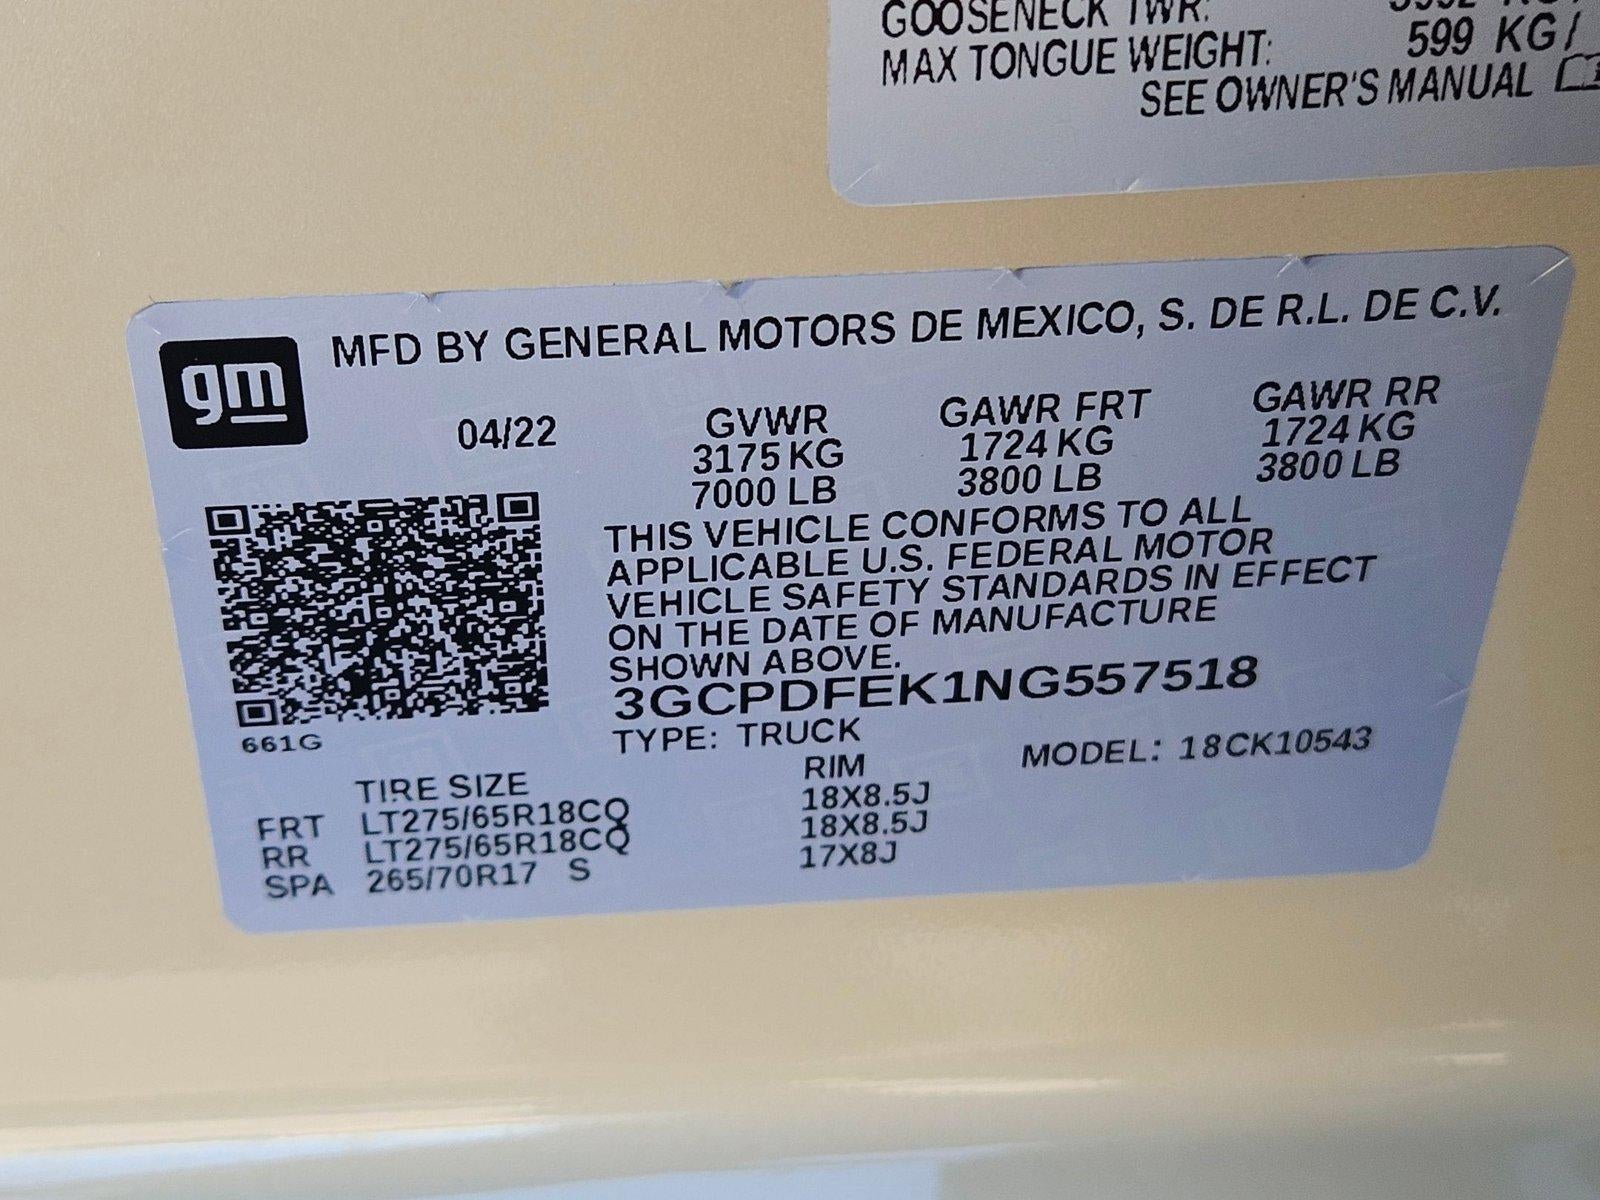 GOOSENECK TWR:
MAX TONGUE WEIGHT: 599 KG/
SEE OWNER'S MANUAL
gm
MFD BY GENERAL MOTORS DE MEXICO, S. DE R.L. DE C.V.
04/22 GVWR GAWR FRT GAWR RR
3175 KG 1724 KG 1724 KG
7000 LB 3800 LB 3800 LB
THIS VEHICLE CONFORMS TO ALL
APPLICABLE U.S. FEDERAL MOTOR
VEHICLE SAFETY STANDARDS IN EFFECT
ON THE DATE OF MANUFACTURE
SHOWN ABOVE.
3GCPDFEK1NG557518
661G
TYPE: TRUCK MODEL: 18CK10543
TIRE SIZE RIM
FRT LT275/65R18CQ 18X8.5J
RR LT275/65R18CQ 18X8.5J
SPA 265/70R17 S 17X8J